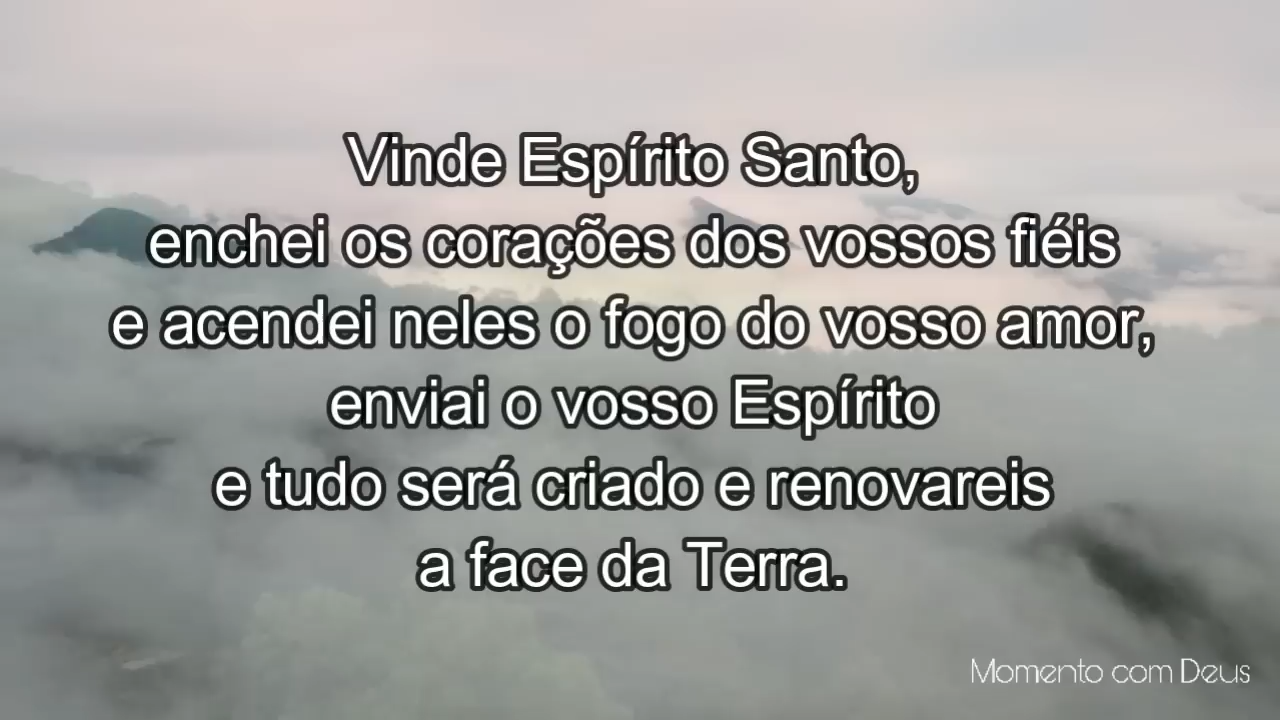 Vinde Espírito Santo,
enchei os corações dos vossos fiéis
e acendei neles o fogo do vosso amor,
enviai o vosso Espírito
e tudo será criado e renovareis
a face da Terra.
Momento com Deus